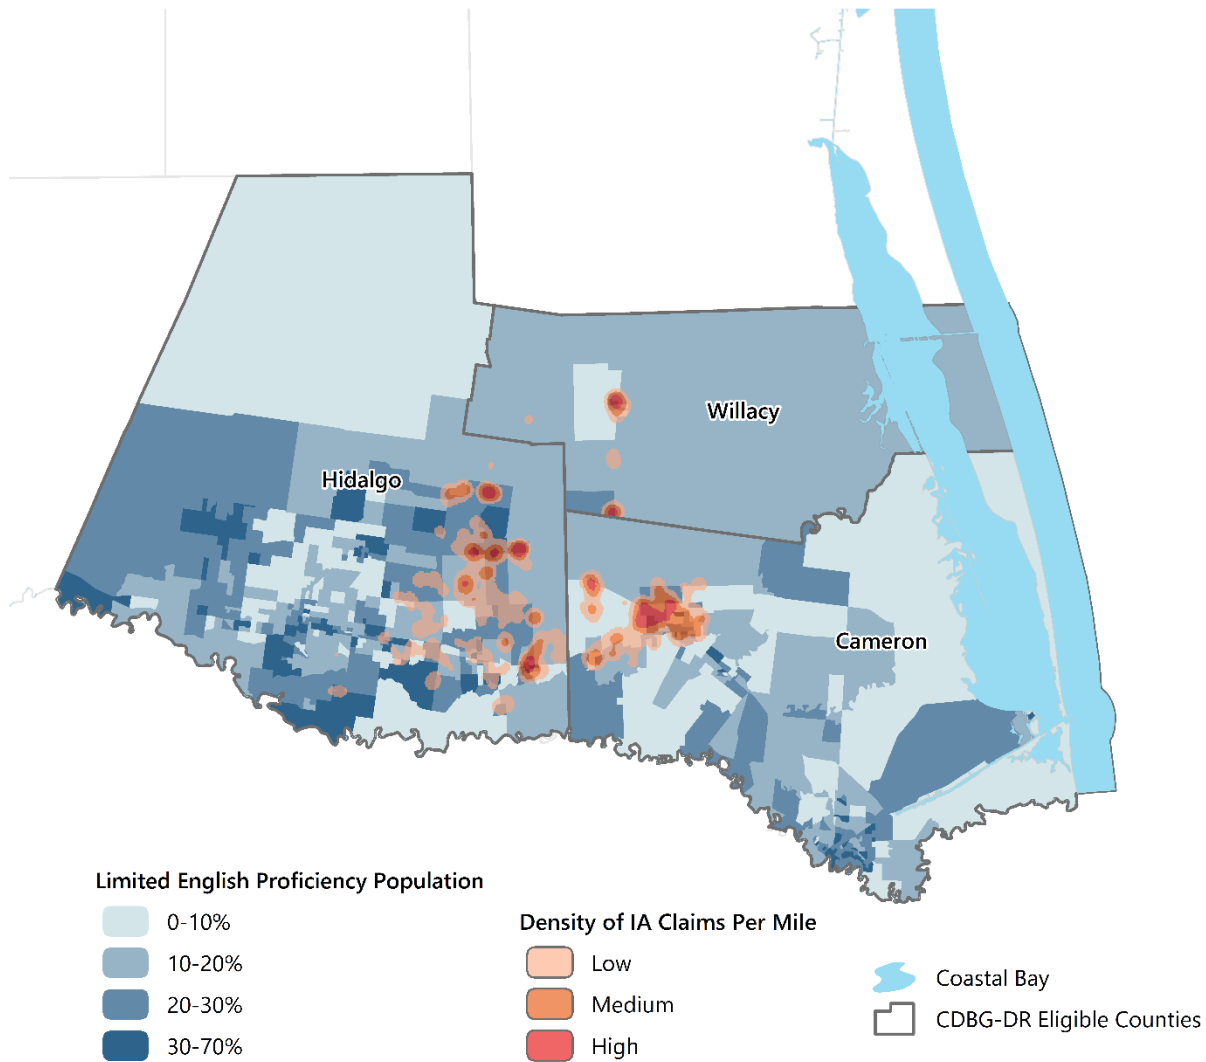 Willacy
Hidalgo
Cameron
Limited English Proficiency Population
0-10%
10-20%
20-30%
30-70%
Density of IA Claims Per Mile
Low
Medium
High
Coastal Bay
CDBG-DR Eligible Counties